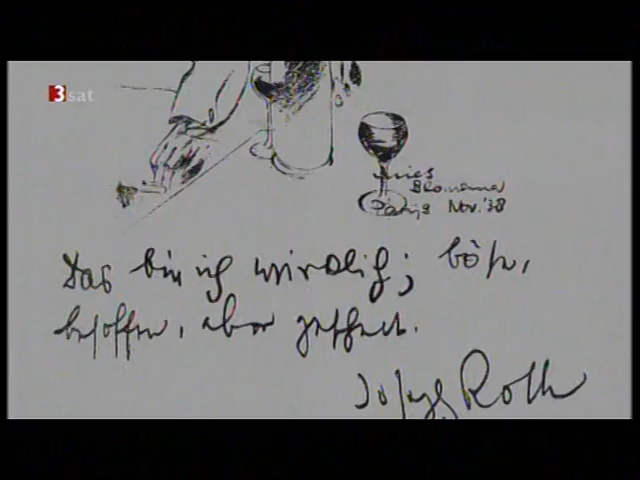 3sat
Mies
Blomsma
Paris Nov.'38
Das bin ich wirklich; böse,
besoffen, aber gescheit.
Joseph Roth